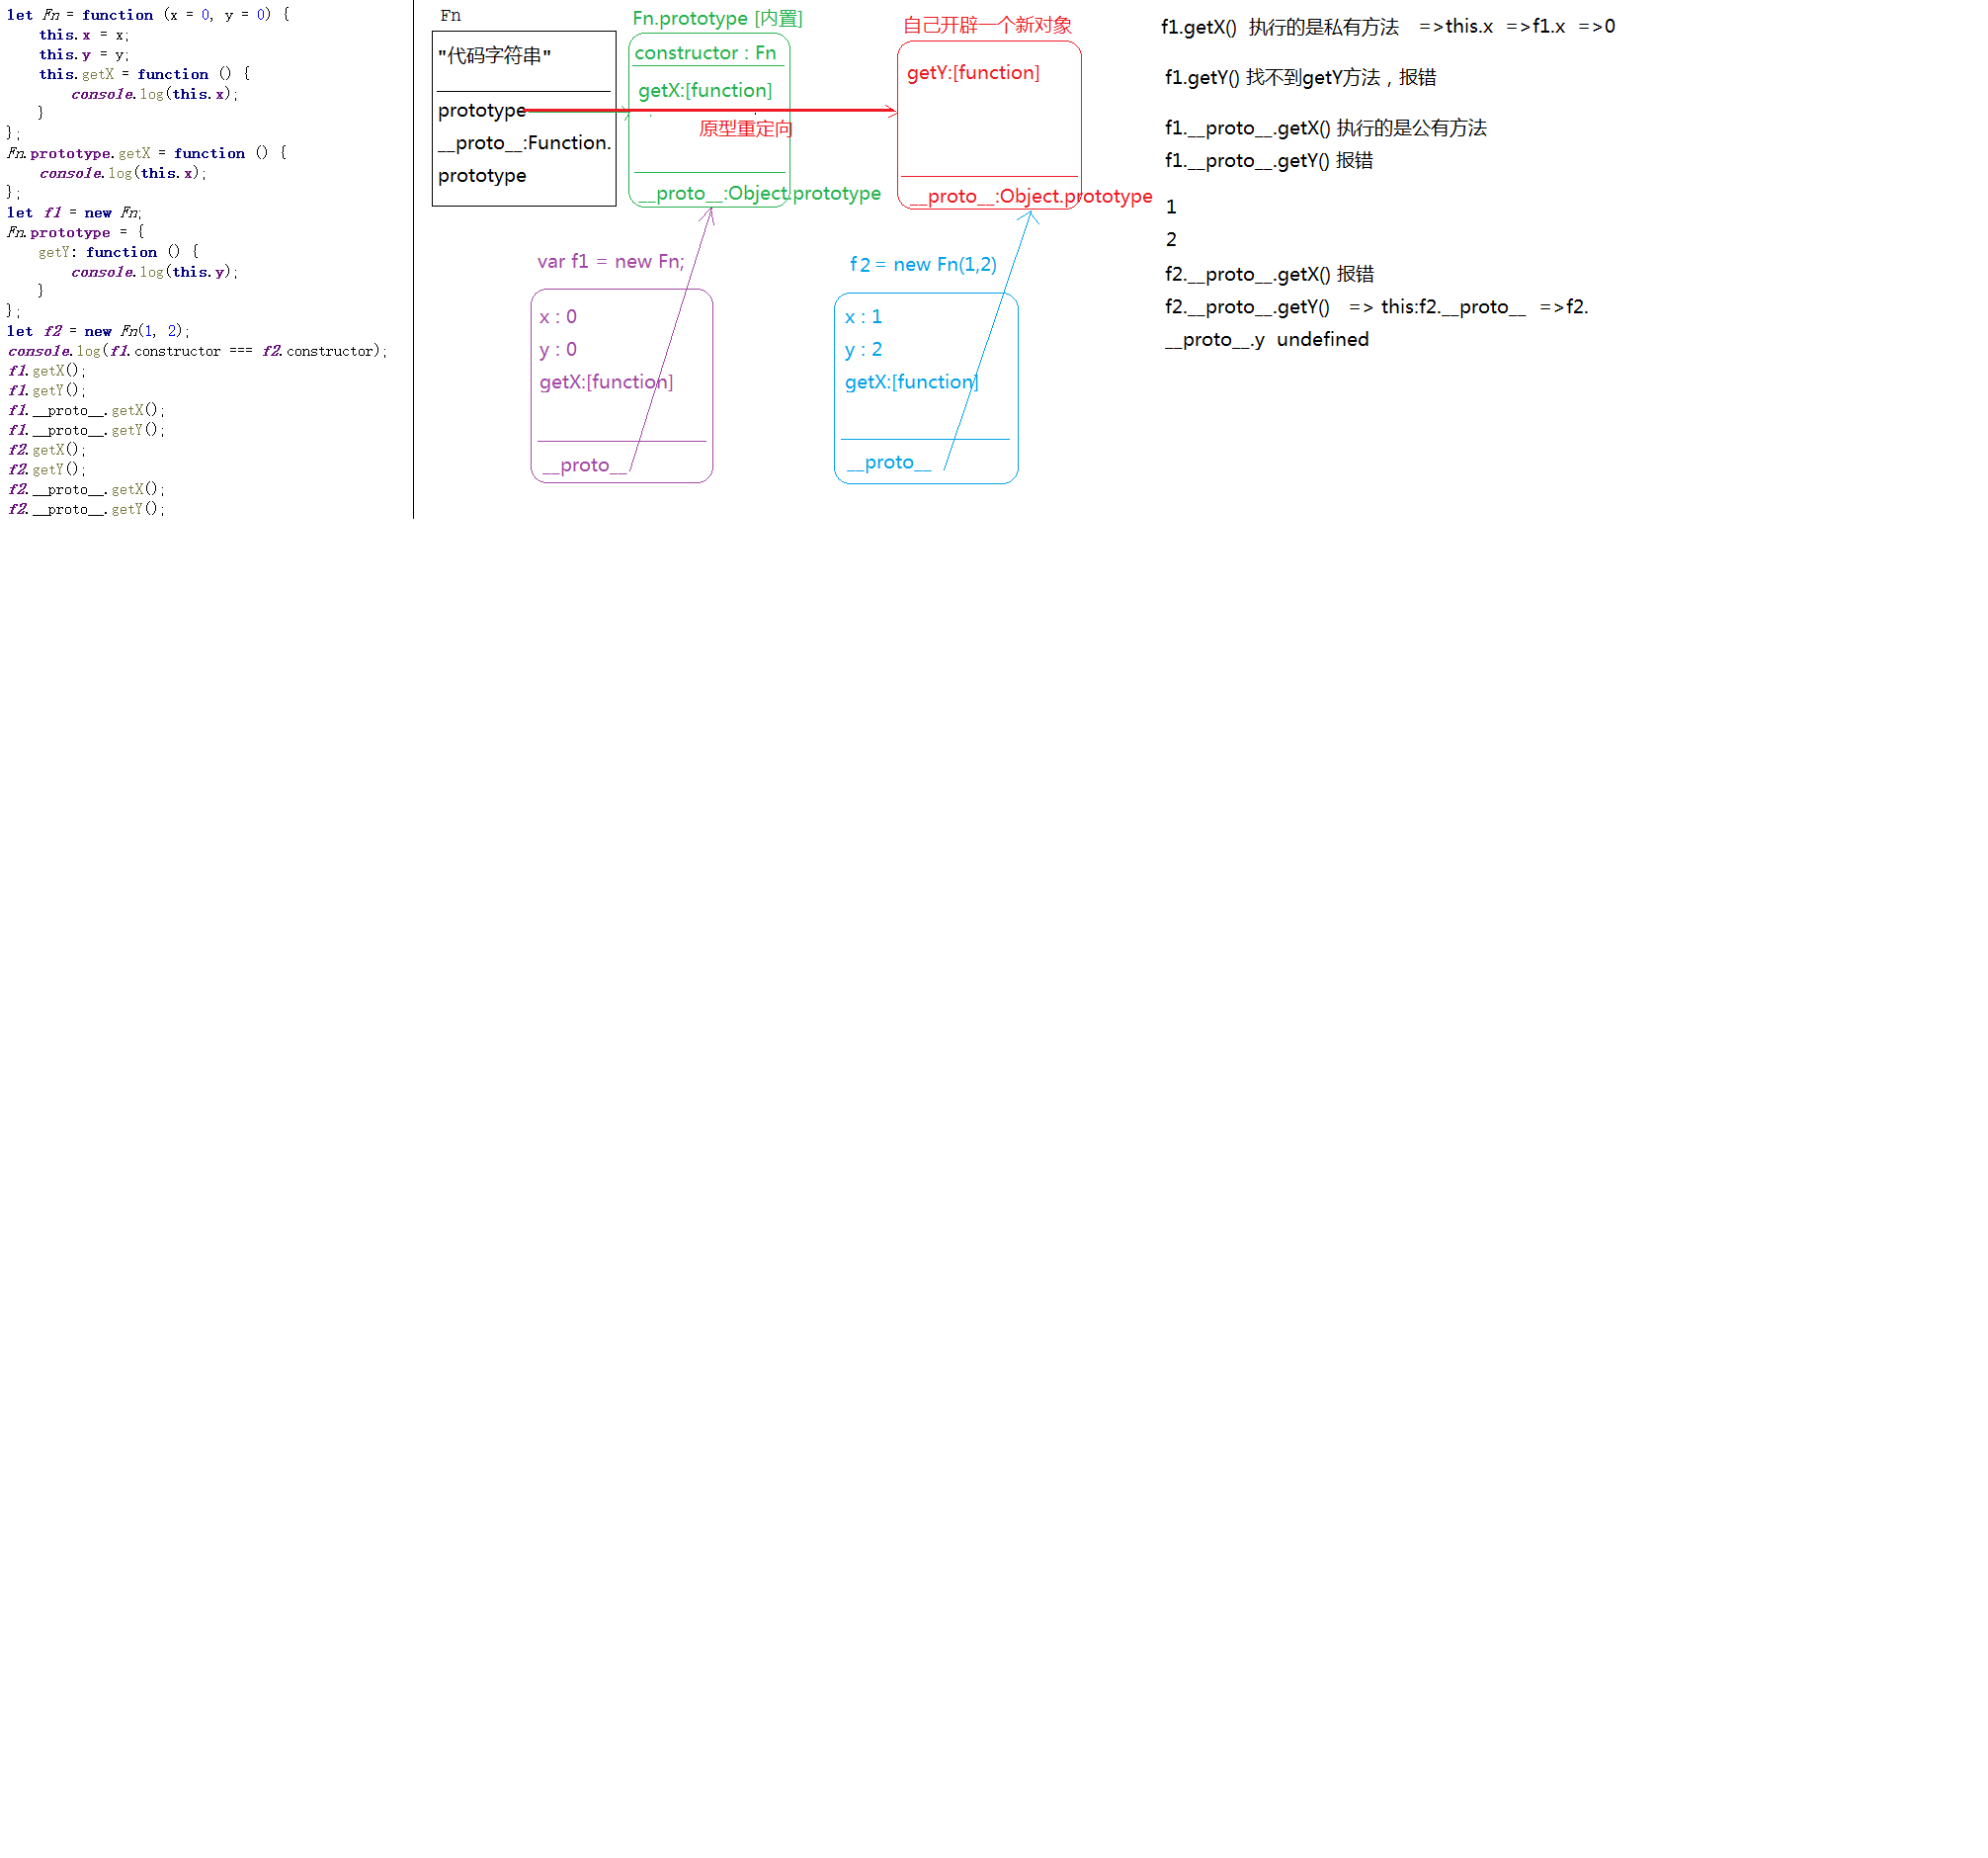 let Fn = function (x = 0, y = 0) {
    this.x = x;
    this.y = y;
    this.getX = function () {
        console.log(this.x);
    }
};
Fn.prototype.getX = function () {
    console.log(this.x);
};
let f1 = new Fn;
Fn.prototype = {
    getY: function () {
        console.log(this.y);
    }
};
let f2 = new Fn(1, 2);
console.log(f1.constructor === f2.constructor);
f1.getX();
f1.getY();
f1.__proto__.getX();
f1.__proto__.getY();
f2.getX();
f2.getY();
f2.__proto__.getX();
f2.__proto__.getY();
Fn
"代码字符串"
prototype
__proto__:Function.
prototype
Fn.prototype [内置]
constructor : Fn
getX:[function]
原型重定向
__proto__:Object.prototype
自己开辟一个新对象
getY:[function]
__proto__:Object.prototype
var f1 = new Fn;
x : 0
y : 0
getX:[function]
__proto__
f2 = new Fn(1,2)
x : 1
y : 2
getX:[function]
__proto__
f1.getX() 执行的是私有方法 =>this.x =>f1.x =>0
f1.getY() 找不到getY方法，报错
f1.__proto__.getX() 执行的是公有方法
f1.__proto__.getY() 报错
1
2
f2.__proto__.getX() 报错
f2.__proto__.getY() => this:f2.__proto__ =>f2.
__proto__.y undefined